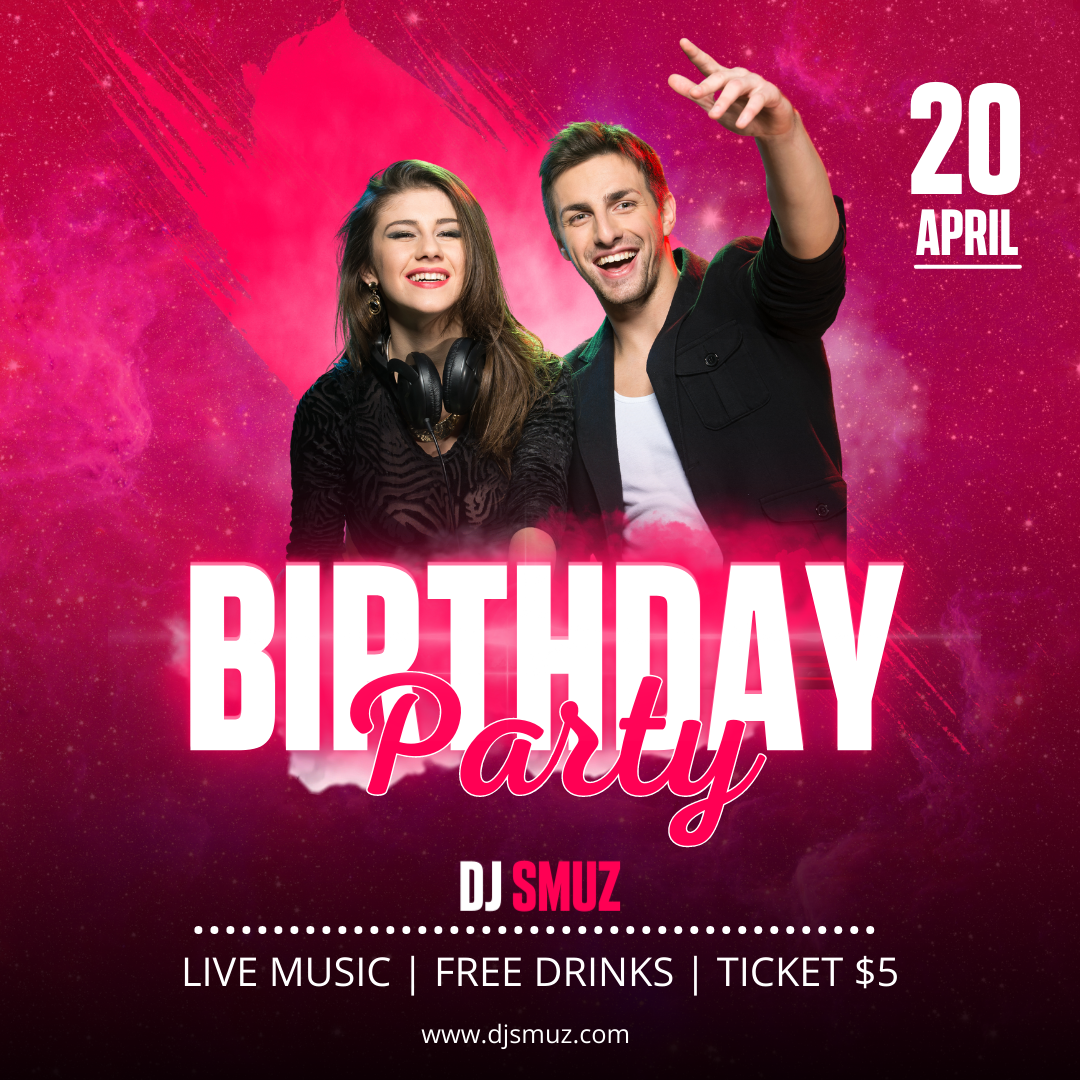 20
APRIL
BIRTHDAY
Party
DJ SMUZ
LIVE MUSIC | FREE DRINKS | TICKET $5
www.djsmuz.com